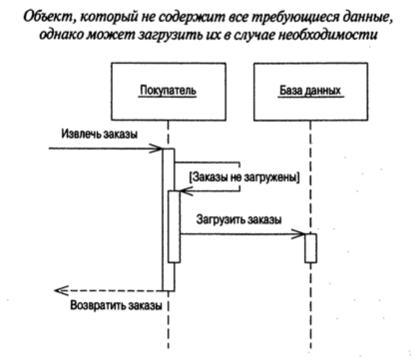 Объект, который не содержит все требующиеся данные,
однако может загрузить их в случае необходимости
Покупатель
База данных
Извлечь заказы
[Заказы не загружены]
Загрузить заказы
Возвратить заказы